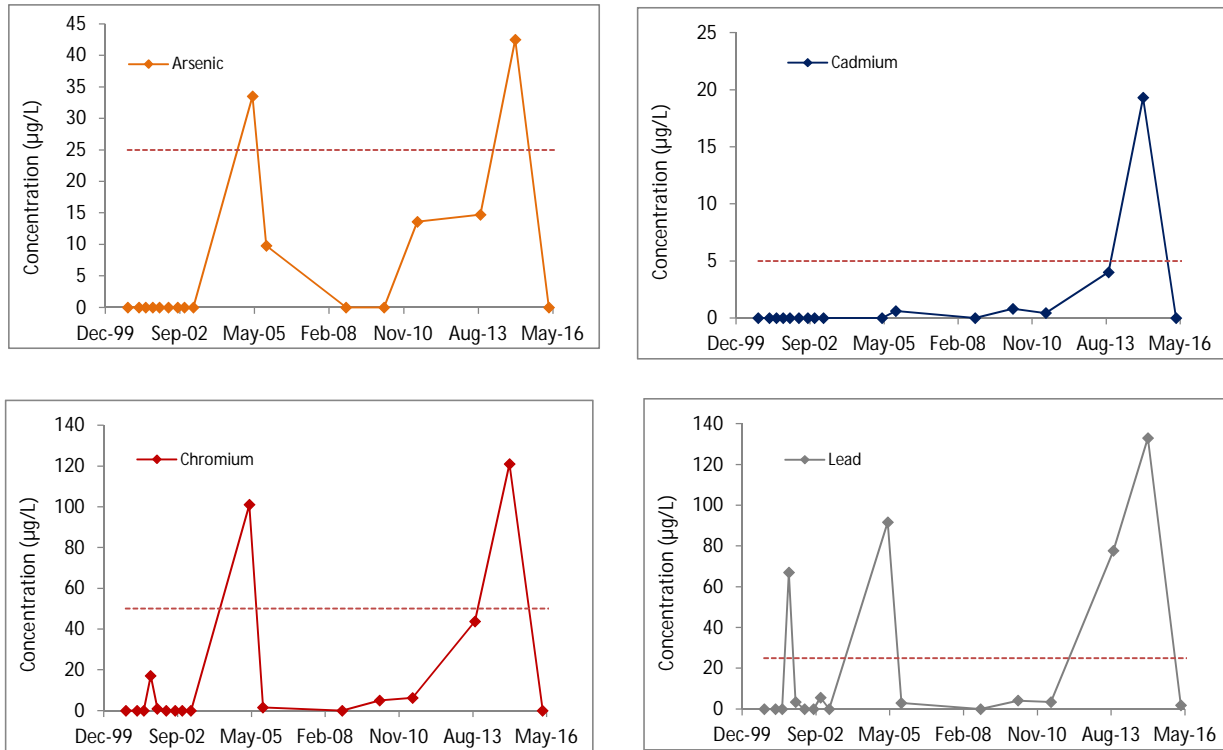 45
40
35
30
25
20
15
10
5
0
Concentration (µg/L)
Arsenic
Dec-99 Sep-02 May-05 Feb-08 Nov-10 Aug-13 May-16
25
20
15
10
5
0
Concentration (µg/L)
Cadmium
Dec-99 Sep-02 May-05 Feb-08 Nov-10 Aug-13 May-16
140
120
100
80
60
40
20
0
Concentration (µg/L)
Chromium
Dec-99 Sep-02 May-05 Feb-08 Nov-10 Aug-13 May-16
140
120
100
80
60
40
20
0
Concentration (µg/L)
Lead
Dec-99 Sep-02 May-05 Feb-08 Nov-10 Aug-13 May-16